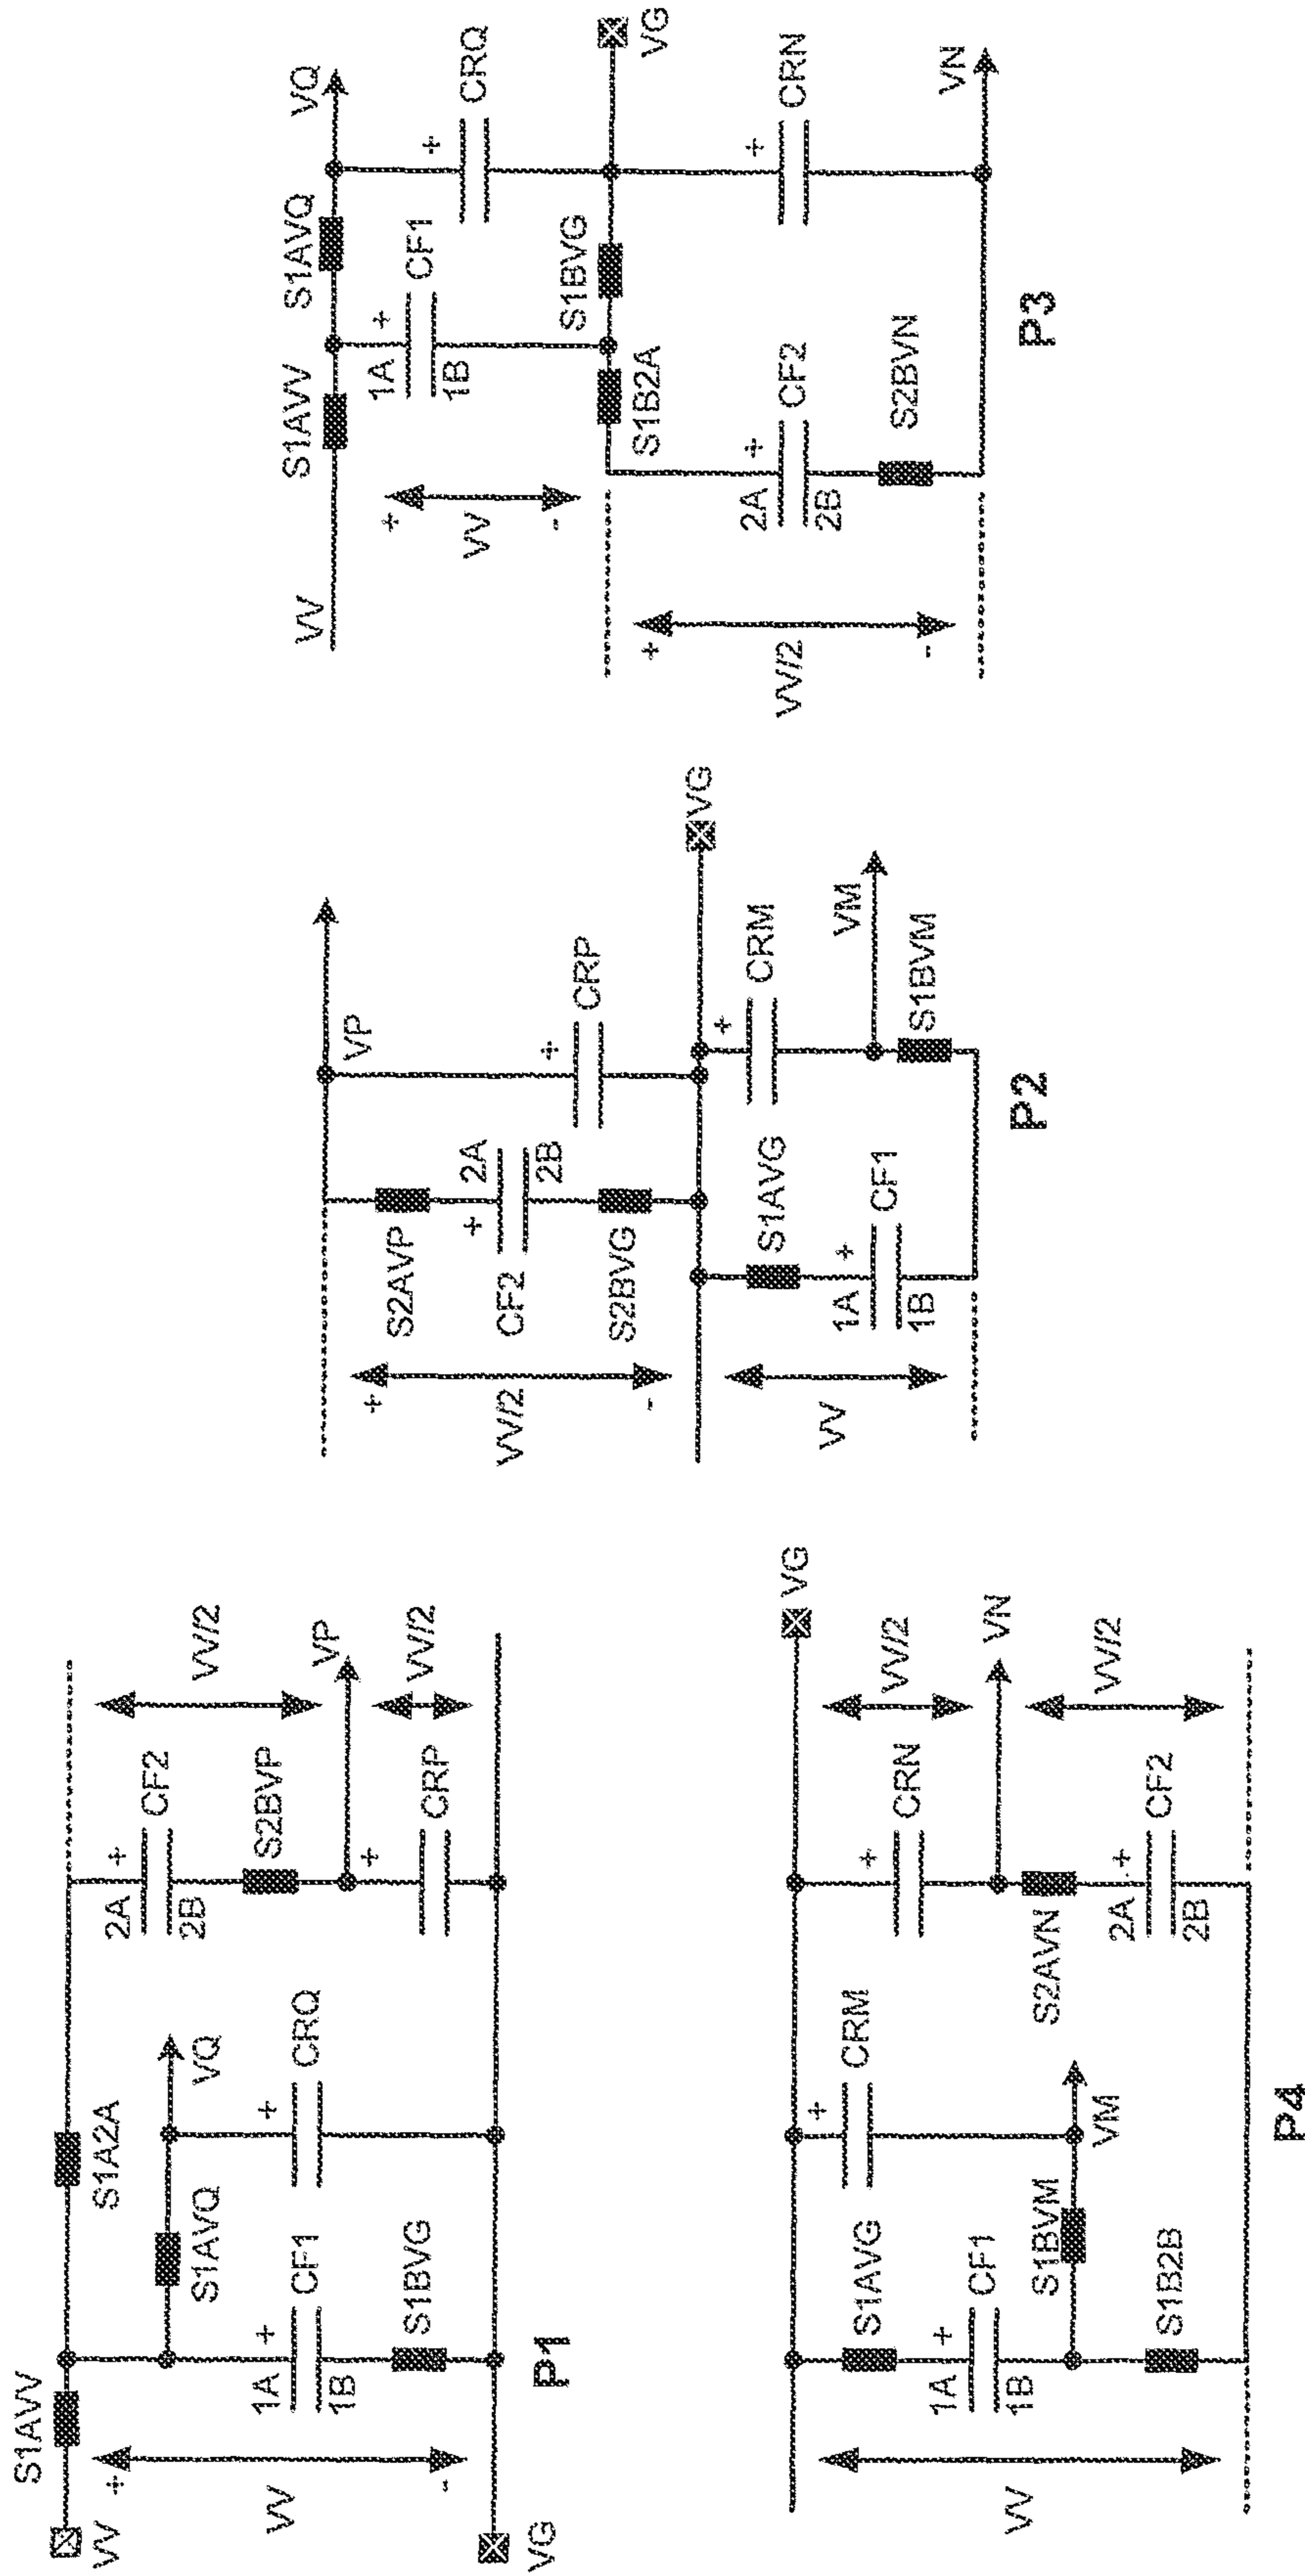 S1AVV
VV
+
VV
-
VG
S1A2A
S1AVQ
VQ
1A
+
CF1
1B
S1BVG
+
CRQ
2A
+
CF2
2B
S2BVP
VP
+
CRP
VV/2
VV/2
P1
VP
S2AVP
+
2A
CF2
2B
S2BVG
+
CRP
+
VV/2
-
VG
S1AVG
1A
+
CF1
1B
+
CRM
VM
S1BVM
VV
P2
VV
S1AVV
S1AVQ
VQ
1A
+
CF1
1B
+
CRQ
+
VV
-
S1B2A
S1BVG
VG
2A
+
CF2
2B
S2BVN
+
CRN
VN
+
VV/2
-
P3
VG
S1AVG
1A
+
CF1
1B
S1BVM
S1B2B
+
CRM
VM
+
CRN
VN
S2AVN
2A
+
CF2
2B
VV/2
VV/2
VV
P4